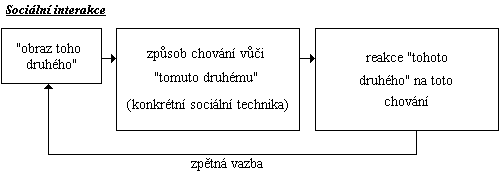 Sociální interakce
"obraz toho
druhého"
způsob chování vůči
"tomuto druhému"
(konkrétní sociální technika)
reakce "tohoto
druhého" na toto
chování
zpětná vazba